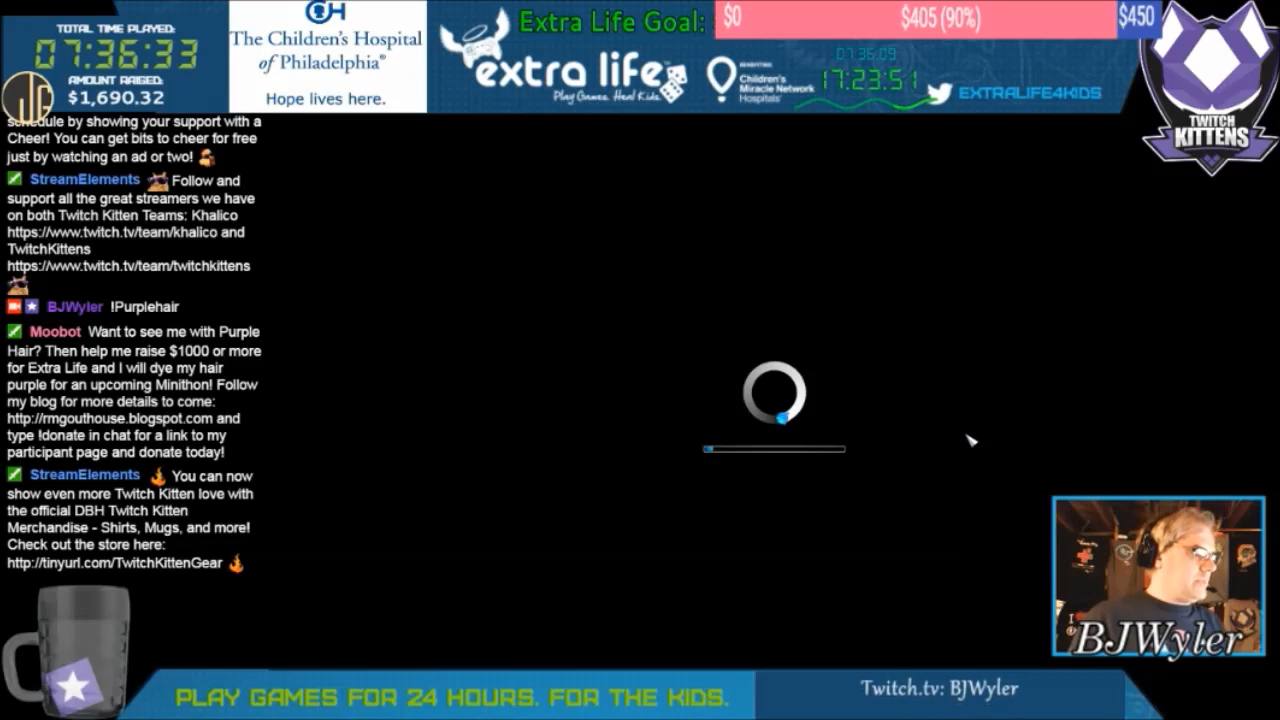 TOTAL TIME PLAYED:
07:36:33
AMOUNT RAISED:
$1,690.32
The Children's Hospital
of Philadelphia®
Hope lives here.
Extra Life Goal:
$0
$405 (90%)
$450
extra life
Play Games. Heal Kids.
BENEFITING
Children's
Miracle Network
Hospitals
07:36:09
17:23:51
EXTRALIFE4KIDS
TWITCH
KITTENS
schedule by showing your support with a
Cheer! You can get bits to cheer for free
just by watching an ad or two!
StreamElements Follow and
support all the great streamers we have
on both Twitch Kitten Teams: Khalico
https://www.twitch.tv/team/khalico and
TwitchKittens
https://www.twitch.tv/team/twitchkittens
BJWyler !Purplehair
Moobot Want to see me with Purple
Hair? Then help me raise $1000 or more
for Extra Life and I will dye my hair
purple for an upcoming Minithon! Follow
my blog for more details to come:
http://rmgouthouse.blogspot.com and
type !donate in chat for a link to my
participant page and donate today!
StreamElements You can now
show even more Twitch Kitten love with
the official DBH Twitch Kitten
Merchandise - Shirts, Mugs, and more!
Check out the store here:
http://tinyurl.com/TwitchKittenGear
BJWyler
PLAY GAMES FOR 24 HOURS. FOR THE KIDS.
Twitch.tv: BJWyler